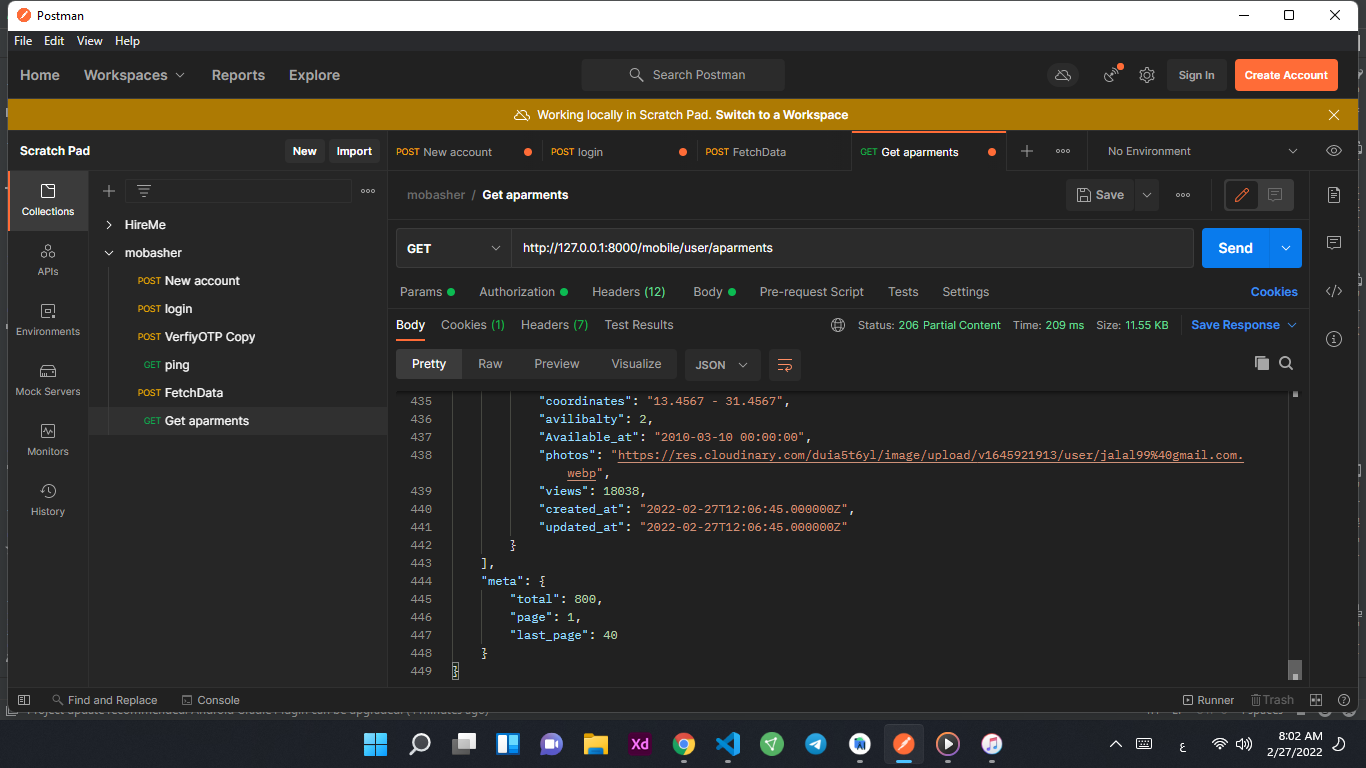 Postman
File Edit View Help
Home Workspaces Reports Explore Search Postman Sign In Create Account
Working locally in Scratch Pad. Switch to a Workspace
Scratch Pad New Import
POST New account POST login POST FetchData GET Get aparments No Environment
Collections
APIs
Environments
Mock Servers
Monitors
History
HireMe
mobasher
POST New account
POST login
POST VerfiyOTP Copy
GET ping
POST FetchData
GET Get aparments
mobasher / Get aparments Save
GET http://127.0.0.1:8000/mobile/user/aparments Send
Params Authorization Headers (12) Body Pre-request Script Tests Settings Cookies
Body Cookies (1) Headers (7) Test Results Status: 206 Partial Content Time: 209 ms Size: 11.55 KB Save Response
Pretty Raw Preview Visualize JSON
435 "coordinates": "13.4567 - 31.4567",
436 "avilibalty": 2,
437 "Available_at": "2010-03-10 00:00:00",
438 "photos": "https://res.cloudinary.com/duia5t6yl/image/upload/v1645921913/user/jalal99%40gmail.com.
webp",
439 "views": 18038,
440 "created_at": "2022-02-27T12:06:45.000000Z",
441 "updated_at": "2022-02-27T12:06:45.000000Z"
442 }
443 ],
444 "meta": {
445 "total": 800,
446 "page": 1,
447 "last_page": 40
448 }
449 }
Find and Replace Console Runner Trash
Xd ع 8:02 AM
2/27/2022